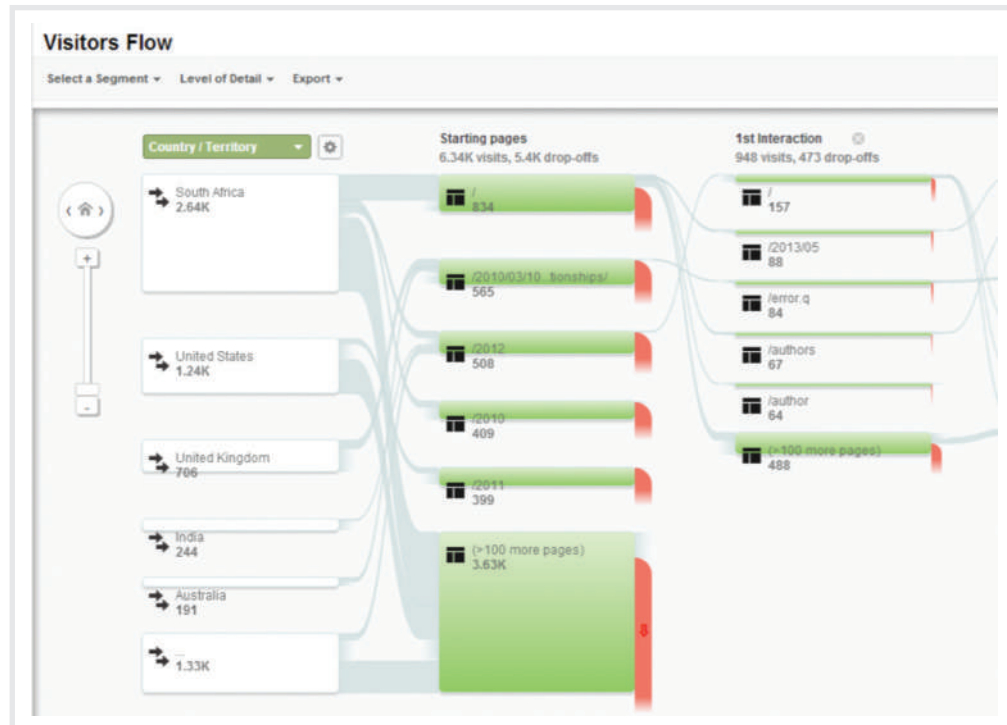 Visitors Flow
Select a Segment Level of Detail Export
Country / Territory
South Africa
2.64K
United States
1.24K
United Kingdom
706
India
244
Australia
191
...
1.33K
Starting pages
6.34K visits, 5.4K drop-offs
/
834
/2010/03/10...tionships/
565
/2012
508
/2010
409
/2011
399
(>100 more pages)
3.63K
1st Interaction
948 visits, 473 drop-offs
/
157
/2013/05
88
/error.q
84
/authors
67
/author
64
(>100 more pages)
488